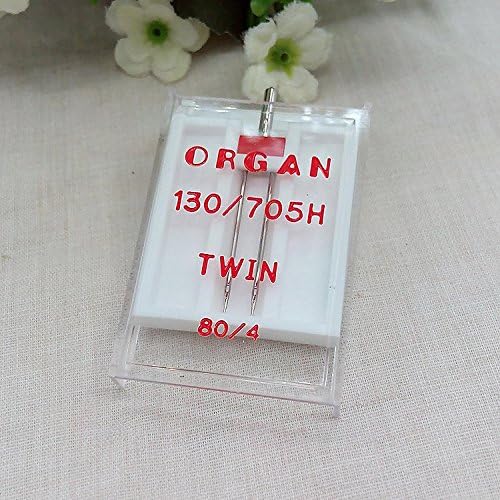 ORGAN
130/705H
TWIN
80/4